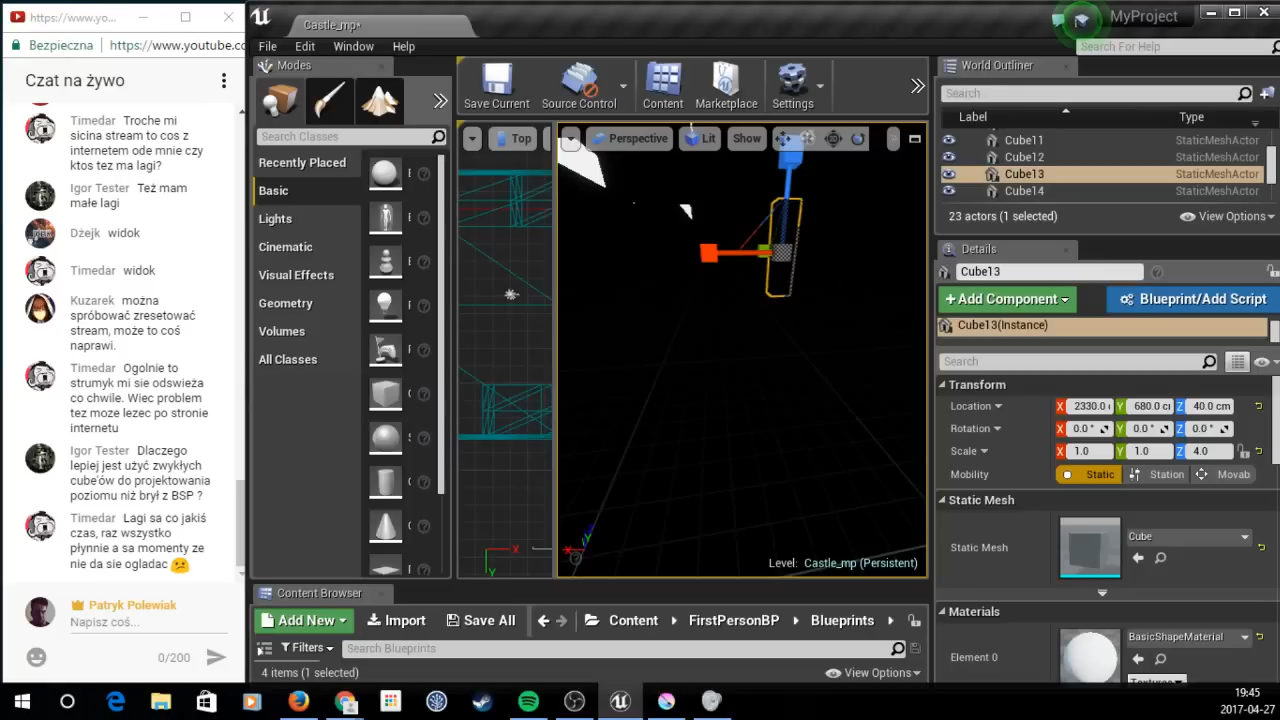 https://www.yo...
Bezpieczna
https://www.youtube.cc
Czat na żywo
Timedar Troche mi
sicina stream to cos z
internetem ode mnie czy
ktos tez ma lagi?
Igor Tester Też mam
małe lagi
Dżejk widok
Timedar widok
Kuzarek można
spróbować zresetować
stream, może to coś
naprawi.
Timedar Ogolnie to
strumyk mi sie odswieża
co chwile. Wiec problem
tez moze lezec po stronie
internetu
Igor Tester Dlaczego
lepiej jest użyć zwykłych
cube'ów do projektowania
poziomu niż brył z BSP ?
Timedar Lagi sa co jakiś
czas, raz wszystko
płynnie a sa momenty ze
nie da sie ogladac
Patryk Polewiak
Napisz coś...
0/200
Castle_mp*
MyProject
File Edit Window Help
Search For Help
Modes
Search Classes
Recently Placed
Basic
Lights
Cinematic
Visual Effects
Geometry
Volumes
All Classes
Save Current
Source Control
Content
Marketplace
Settings
Top
Perspective
Lit
Show
X
Y
Level: Castle_mp (Persistent)
Content Browser
Add New
Import
Save All
Content
FirstPersonBP
Blueprints
Filters
Search Blueprints
4 items (1 selected)
View Options
World Outliner
Search
Label Type
Cube11 StaticMeshActor
Cube12 StaticMeshActor
Cube13 StaticMeshActor
Cube14 StaticMeshActor
23 actors (1 selected)
View Options
Details
Cube13
+ Add Component
Blueprint/Add Script
Cube13(Instance)
Search
Transform
Location X 2330.0 Y 680.0 cm Z 40.0 cm
Rotation X 0.0 ° Y 0.0 ° Z 0.0 °
Scale X 1.0 Y 1.0 Z 4.0
Mobility Static Station Movab
Static Mesh
Static Mesh
Cube
Materials
Element 0
BasicShapeMaterial
Textures
19:45
2017-04-27